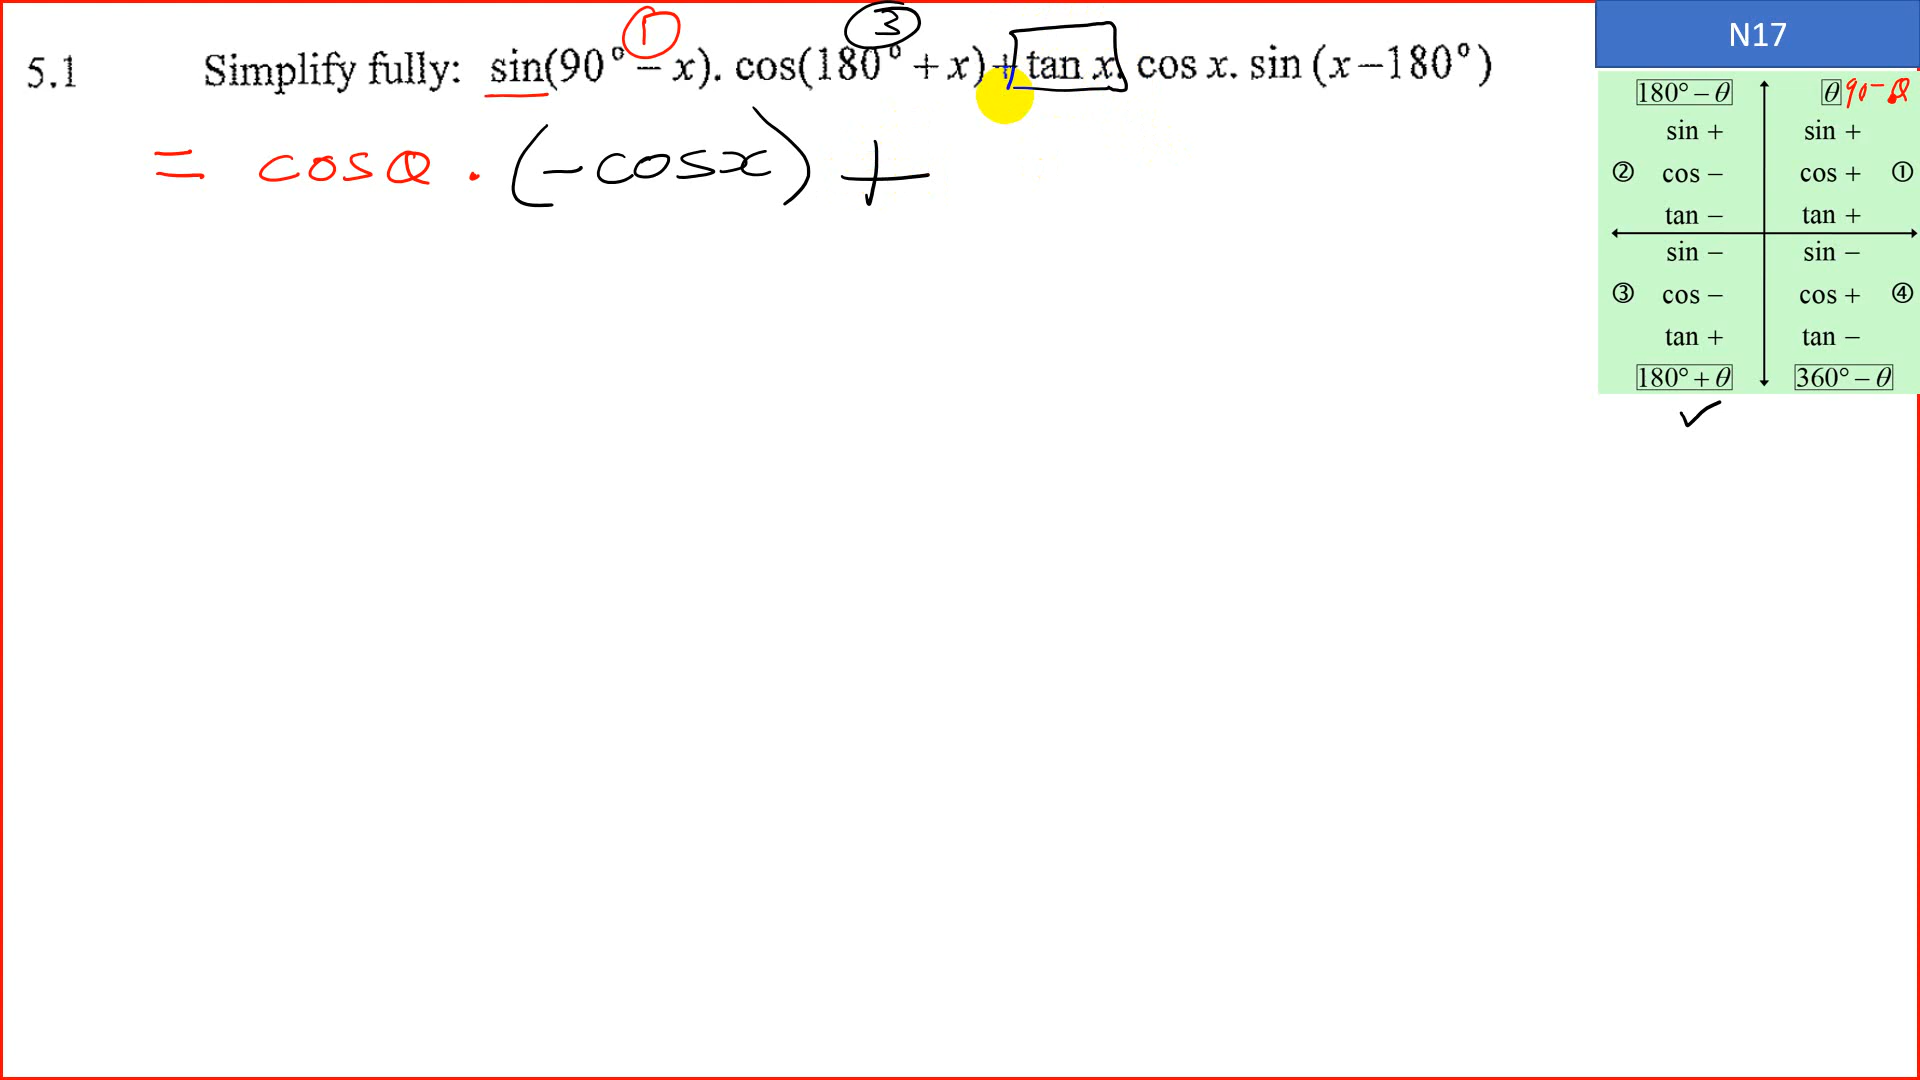 N17
① ③
5.1 Simplify fully: sin(90° − x). cos(180° + x) + tan x. cos x. sin (x − 180°)
= cosθ . (−cosx) +
180° − θ θ 90−θ
sin + sin +
② cos − cos + ①
tan − tan +
sin − sin −
③ cos − cos + ④
tan + tan −
180° + θ 360° − θ
✓